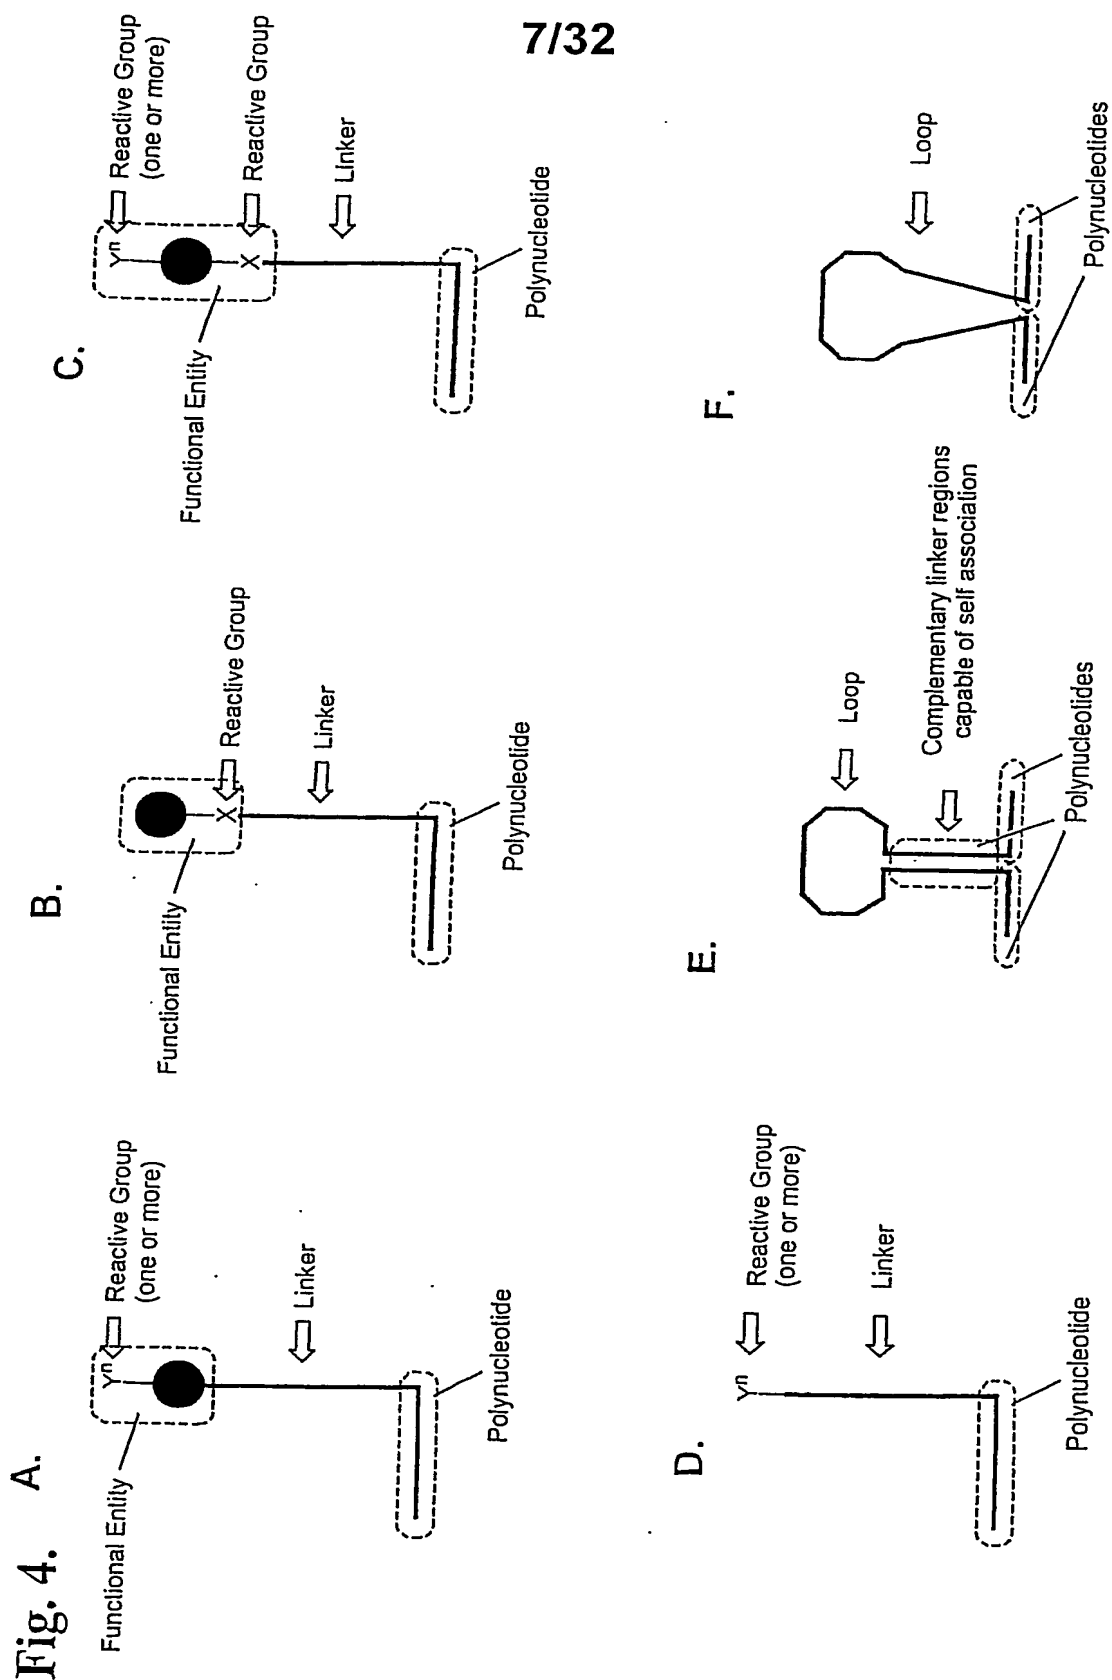 7/32
Fig. 4.
A.
Functional Entity
Yⁿ
Reactive Group
(one or more)
Linker
Polynucleotide
B.
Functional Entity
X
Reactive Group
Linker
Polynucleotide
C.
Functional Entity
Yⁿ
Reactive Group
(one or more)
X
Reactive Group
Linker
Polynucleotide
D.
Yⁿ
Reactive Group
(one or more)
Linker
Polynucleotide
E.
Loop
Complementary linker regions
capable of self association
Polynucleotides
F.
Loop
Polynucleotides